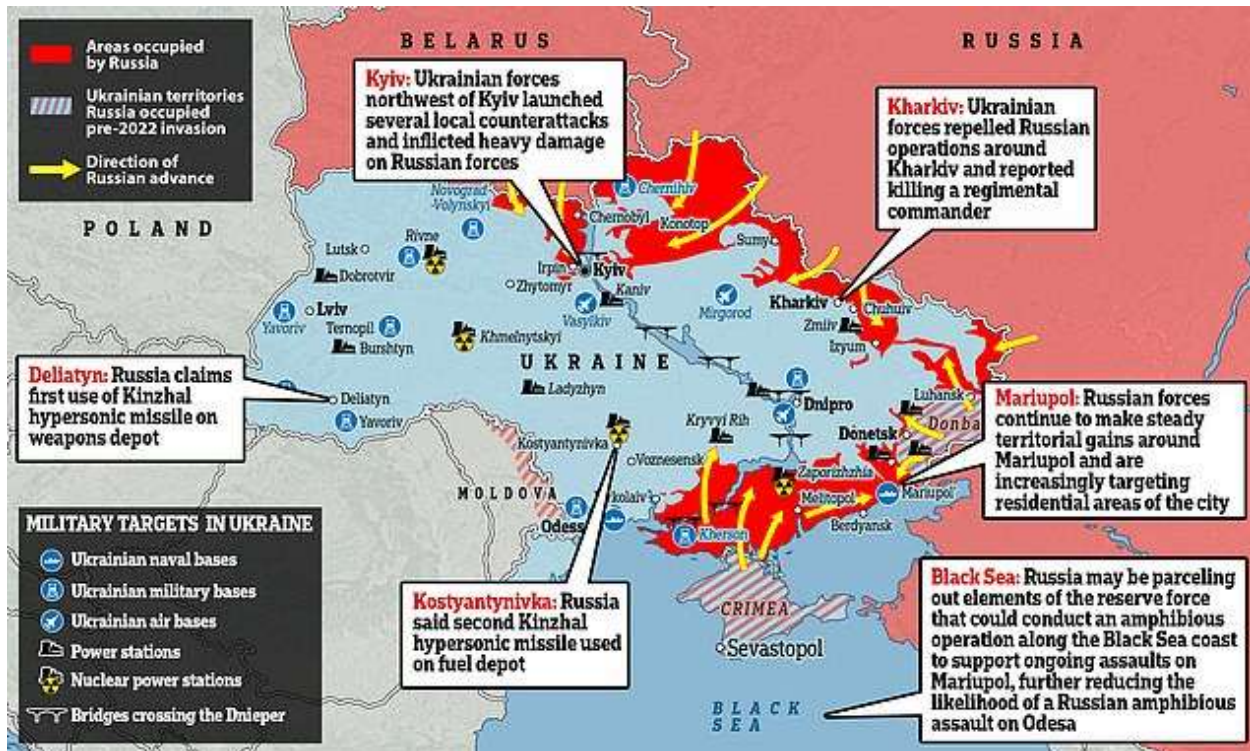 Areas occupied
by Russia
Ukrainian territories
Russia occupied
pre-2022 invasion
Direction of
Russian advance
BELARUS
RUSSIA
POLAND
Kyiv: Ukrainian forces
northwest of Kyiv launched
several local counterattacks
and inflicted heavy damage
on Russian forces
Kharkiv: Ukrainian
forces repelled Russian
operations around
Kharkiv and reported
killing a regimental
commander
Novograd
-Volynskyi
Chernihiv
Chernobyl
Konotop
Sumy
Lutsk
Rivne
Dobrotvir
Irpin
Kyiv
Zhytomyr
Kaniv
Vasylkiv
Mirgorod
Kharkiv
Chuhuiv
Zmiiv
Izyum
Lviv
Yavoriv
Ternopil
Burshtyn
Khmelnytskyi
UKRAINE
Ladyzhyn
Dnipro
Luhansk
Donba
Donetsk
Deliatyn: Russia claims
first use of Kinzhal
hypersonic missile on
weapons depot
Deliatyn
Yavoriv
Kostyantynivka
Kryvyi Rih
Voznesensk
Zaporizhzhia
Mariupol: Russian forces
continue to make steady
territorial gains around
Mariupol and are
increasingly targeting
residential areas of the city
MOLDOVA
kolaiv
Odess
Melitopol
Mariupol
Berdyansk
Kherson
MILITARY TARGETS IN UKRAINE
Ukrainian naval bases
Ukrainian military bases
Ukrainian air bases
Power stations
Nuclear power stations
Bridges crossing the Dnieper
Kostyantynivka: Russia
said second Kinzhal
hypersonic missile used
on fuel depot
CRIMEA
Sevastopol
BLACK
SEA
Black Sea: Russia may be parceling
out elements of the reserve force
that could conduct an amphibious
operation along the Black Sea coast
to support ongoing assaults on
Mariupol, further reducing the
likelihood of a Russian amphibious
assault on Odesa